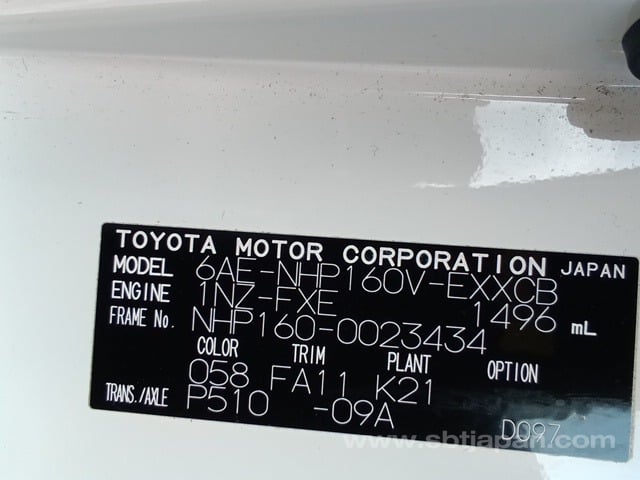 TOYOTA MOTOR CORPORATION JAPAN
MODEL 6AE-NHP160V-EXXCB
ENGINE 1NZ-FXE 1496 mL
FRAME No. NHP160-0023434
COLOR TRIM PLANT OPTION
058 FA11 K21
TRANS./AXLE P510 -09A
D097
www.sbtjapan.com